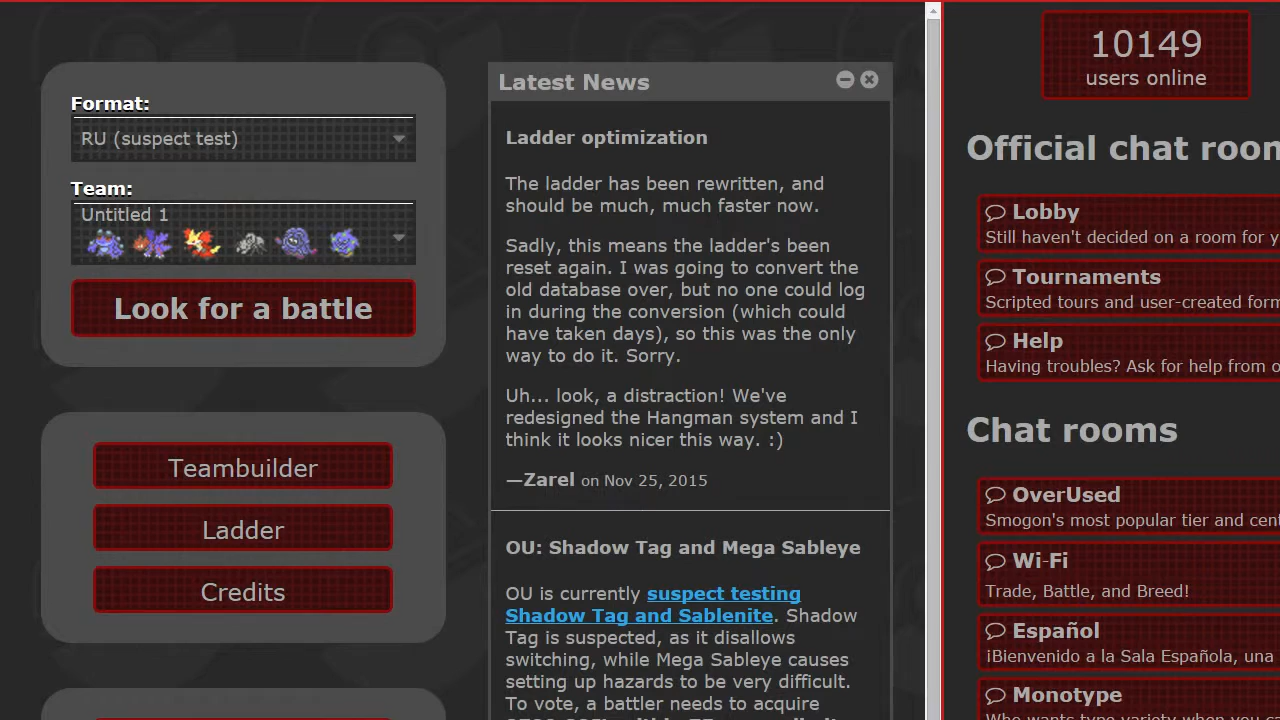 Format:
RU (suspect test)
Team:
Untitled 1
Look for a battle
Teambuilder
Ladder
Credits
Latest News
Ladder optimization
The ladder has been rewritten, and
should be much, much faster now.
Sadly, this means the ladder's been
reset again. I was going to convert the
old database over, but no one could log
in during the conversion (which could
have taken days), so this was the only
way to do it. Sorry.
Uh... look, a distraction! We've
redesigned the Hangman system and I
think it looks nicer this way. :)
—Zarel on Nov 25, 2015
OU: Shadow Tag and Mega Sableye
OU is currently suspect testing
Shadow Tag and Sablenite. Shadow
Tag is suspected, as it disallows
switching, while Mega Sableye causes
setting up hazards to be very difficult.
To vote, a battler needs to acquire
10149
users online
Official chat room
Lobby
Still haven't decided on a room for y
Tournaments
Scripted tours and user-created form
Help
Having troubles? Ask for help from o
Chat rooms
OverUsed
Smogon's most popular tier and cent
Wi-Fi
Trade, Battle, and Breed!
Español
¡Bienvenido a la Sala Española, una
Monotype